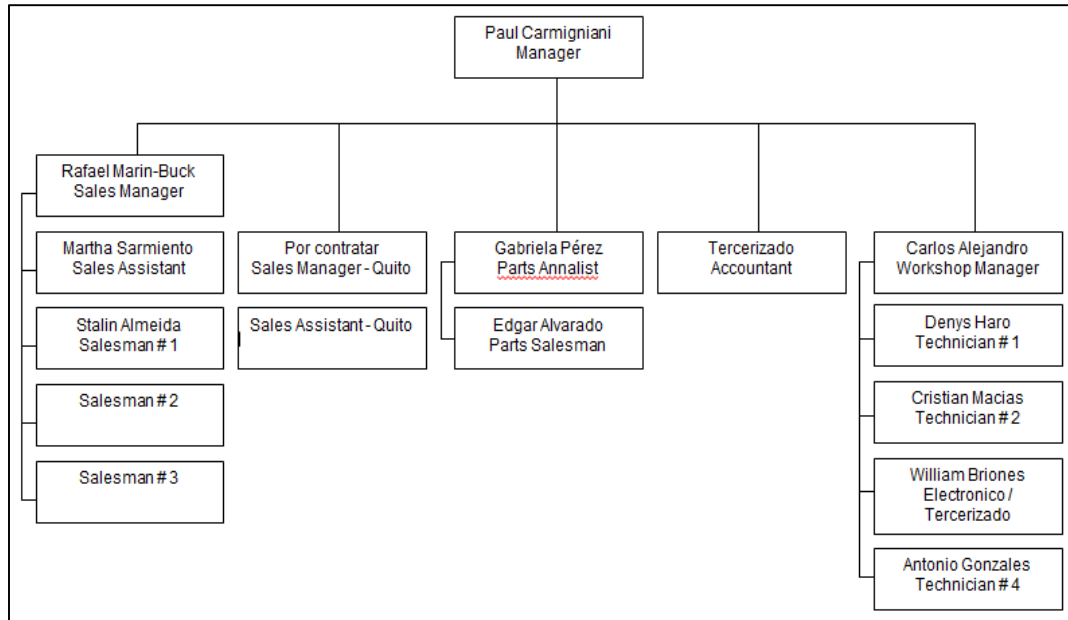 Paul Carmigniani
Manager
Rafael Marin-Buck
Sales Manager
Martha Sarmiento
Sales Assistant
Stalin Almeida
Salesman # 1
Salesman # 2
Salesman # 3
Por contratar
Sales Manager - Quito
Sales Assistant - Quito
Gabriela Pérez
Parts Annalist
Edgar Alvarado
Parts Salesman
Tercerizado
Accountant
Carlos Alejandro
Workshop Manager
Denys Haro
Technician # 1
Cristian Macias
Technician # 2
William Briones
Electronico /
Tercerizado
Antonio Gonzales
Technician # 4